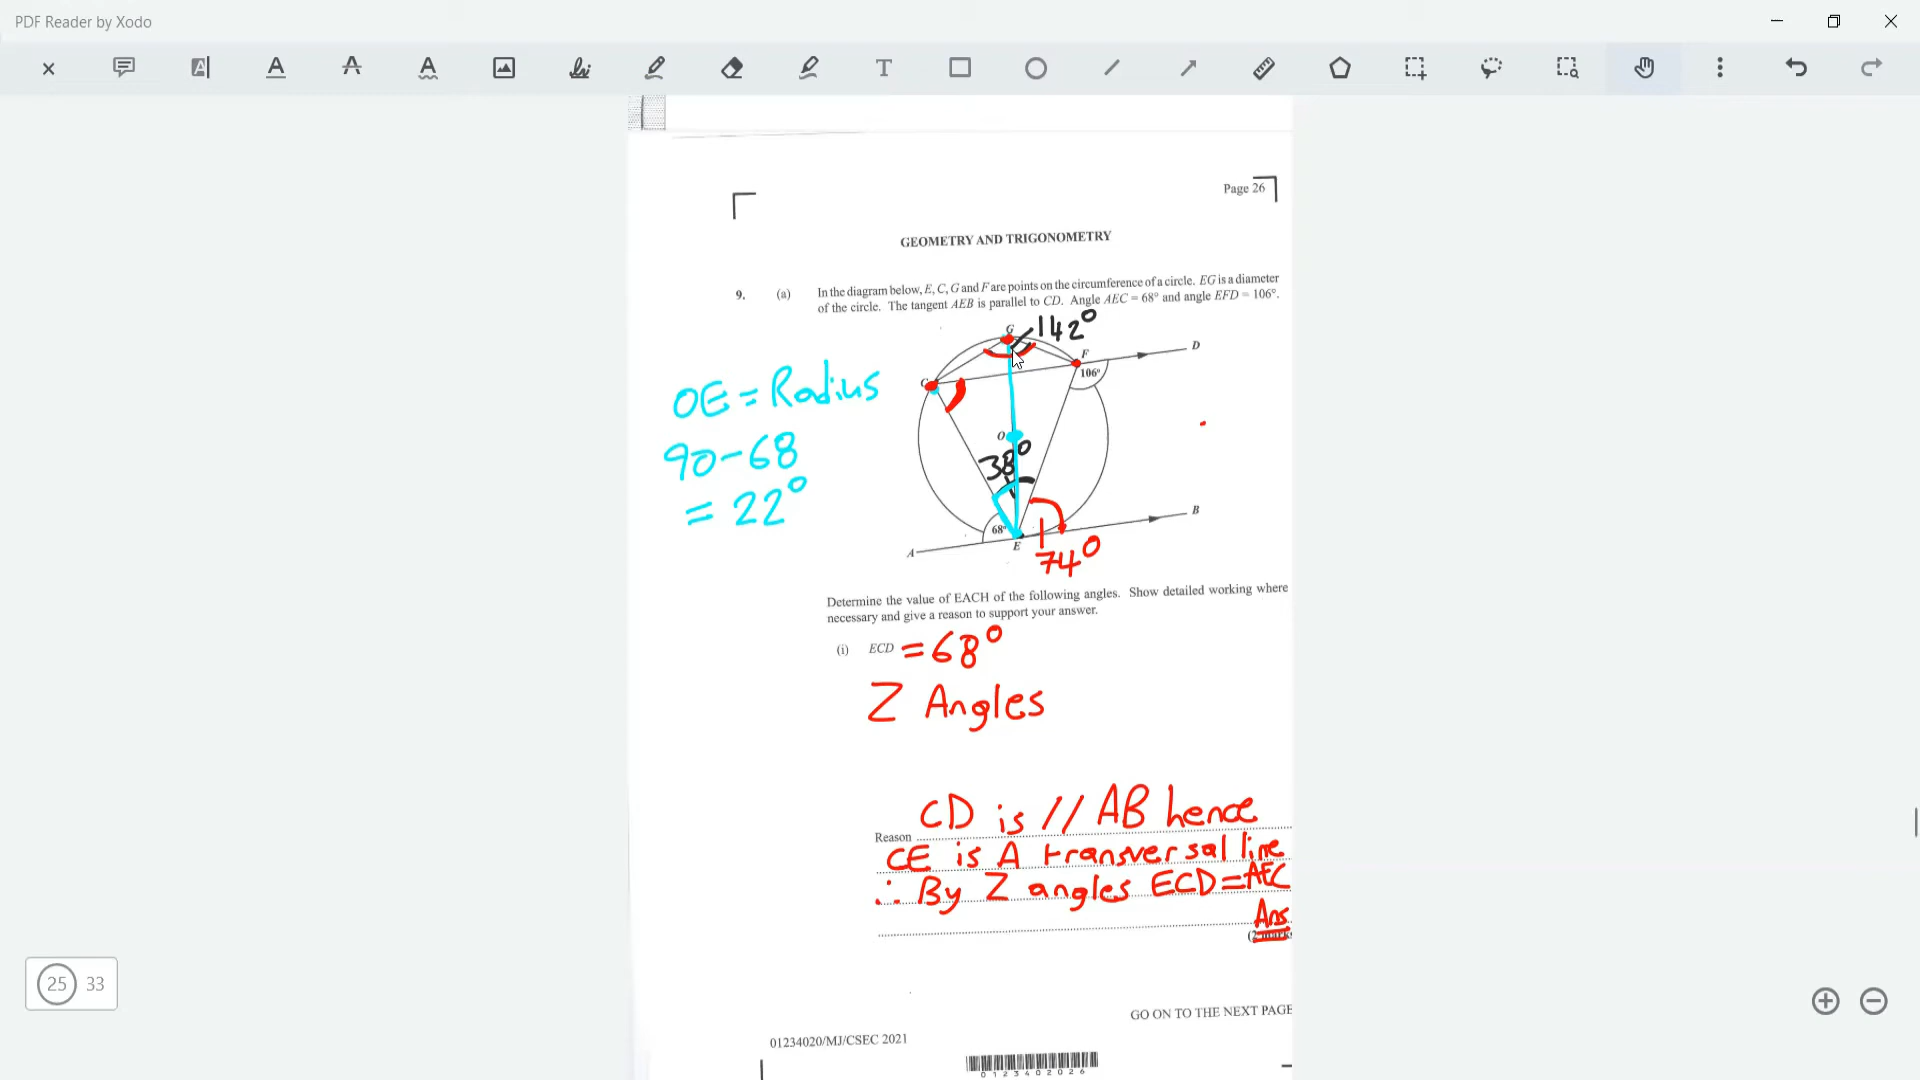 PDF Reader by Xodo
Page 26
GEOMETRY AND TRIGONOMETRY
9. (a) In the diagram below, E, C, G and F are points on the circumference of a circle. EG is a diameter
of the circle. The tangent AEB is parallel to CD. Angle AEC = 68° and angle EFD = 106°.
G 142°
F D
106°
C
OE = Radius
O
38°
90-68
= 22°
68°
B
A E
74°
Determine the value of EACH of the following angles. Show detailed working where
necessary and give a reason to support your answer.
(i) ECD = 68°
Z Angles
CD is // AB hence
Reason
CE is A transversal line
∴ By Z angles ECD = AEC
Ans
25 33
GO ON TO THE NEXT PAGE
01234020/MJ/CSEC 2021
0123402026